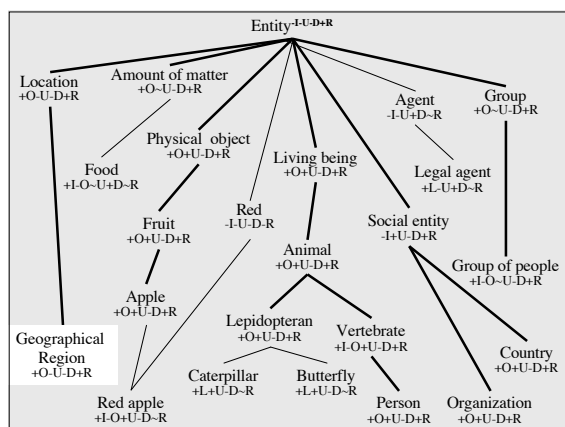 Entity-I-U-D+R
Location
+O-U-D+R
Amount of matter
+O~U-D+R
Agent
-I-U+D~R
Group
+O~U-D+R
Physical object
+O+U-D+R
Food
+I-O~U+D~R
Living being
+O+U-D+R
Legal agent
+L-U+D~R
Fruit
+O+U-D+R
Red
-I-U-D-R
Social entity
-I+U-D+R
Animal
+O+U-D+R
Group of people
+I-O~U-D+R
Apple
+O+U-D+R
Lepidopteran
+O+U-D+R
Vertebrate
+I-O+U-D+R
Geographical
Region
+O-U-D+R
Country
+O+U-D+R
Caterpillar
+L+U-D~R
Butterfly
+L+U-D~R
Red apple
+I-O+U-D~R
Person
+O+U-D+R
Organization
+O+U-D+R